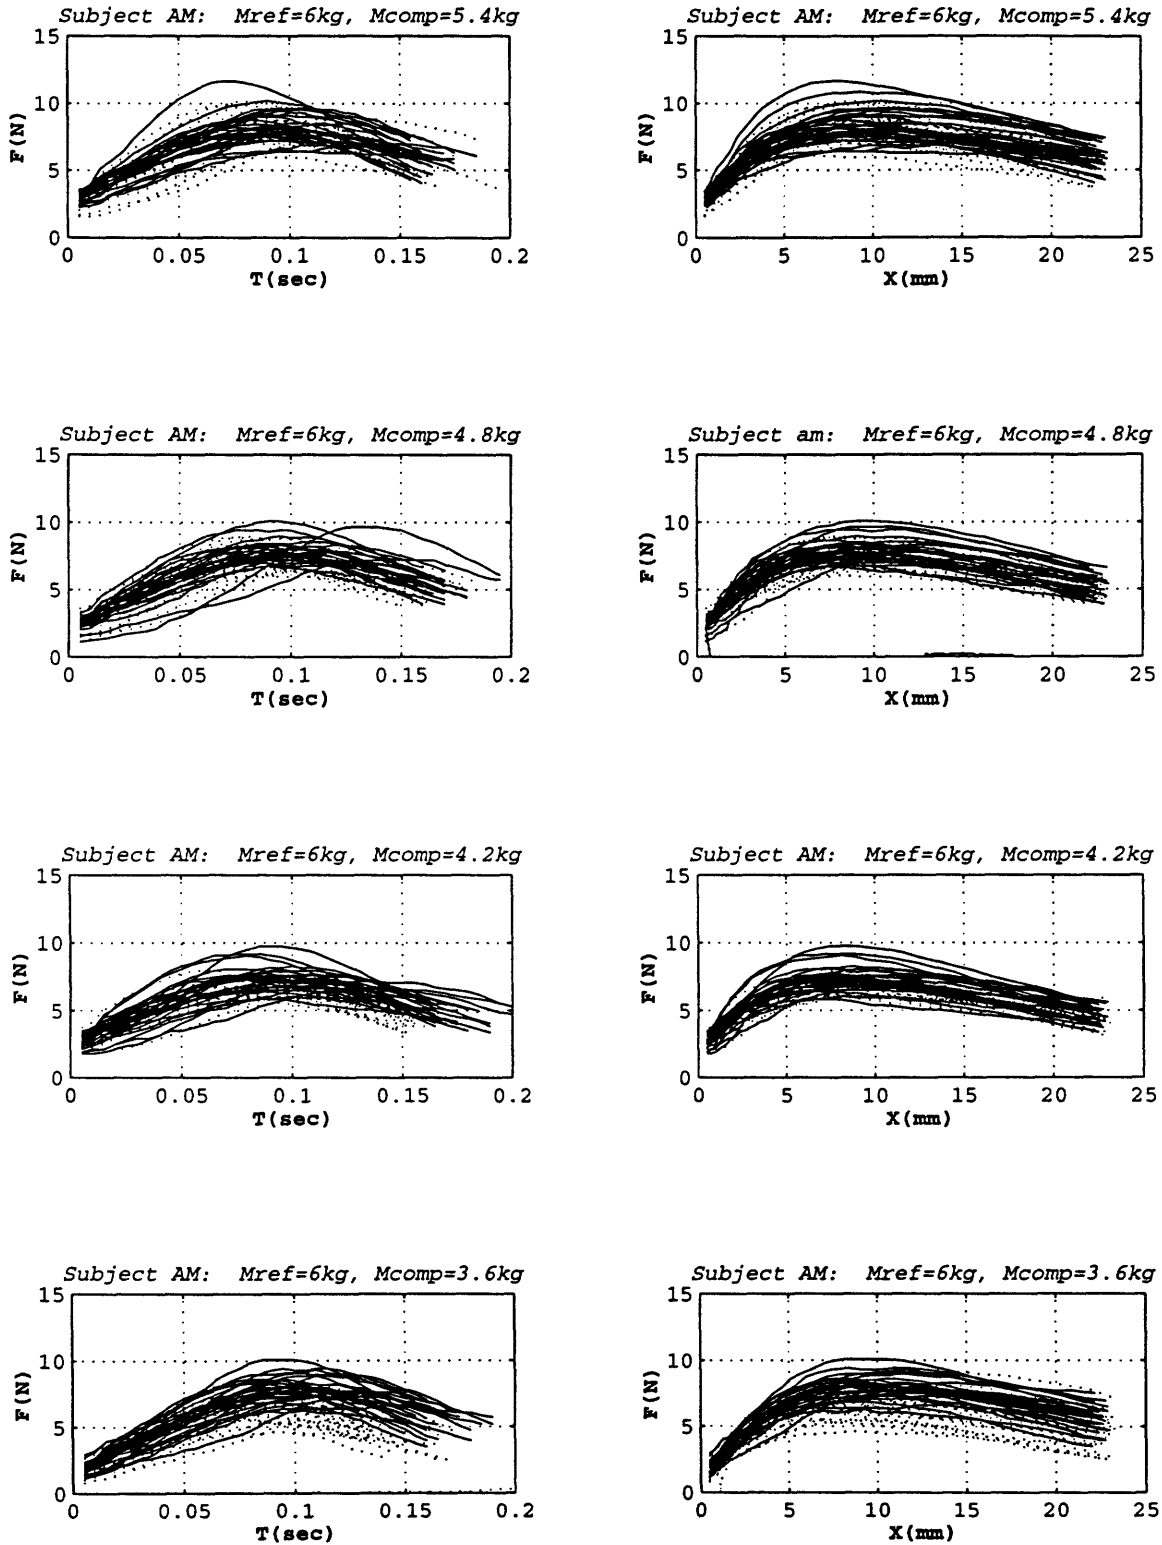 Subject AM: Mref=6kg, Mcomp=5.4kg
15
10
5
0
F(N)
0 0.05 0.1 0.15 0.2
T(sec)
Subject AM: Mref=6kg, Mcomp=5.4kg
15
10
5
0
F(N)
0 5 10 15 20 25
X(mm)
Subject AM: Mref=6kg, Mcomp=4.8kg
15
10
5
0
F(N)
0 0.05 0.1 0.15 0.2
T(sec)
Subject am: Mref=6kg, Mcomp=4.8kg
15
10
5
0
F(N)
0 5 10 15 20 25
X(mm)
Subject AM: Mref=6kg, Mcomp=4.2kg
15
10
5
0
F(N)
0 0.05 0.1 0.15 0.2
T(sec)
Subject AM: Mref=6kg, Mcomp=4.2kg
15
10
5
0
F(N)
0 5 10 15 20 25
X(mm)
Subject AM: Mref=6kg, Mcomp=3.6kg
15
10
5
0
F(N)
0 0.05 0.1 0.15 0.2
T(sec)
Subject AM: Mref=6kg, Mcomp=3.6kg
15
10
5
0
F(N)
0 5 10 15 20 25
X(mm)